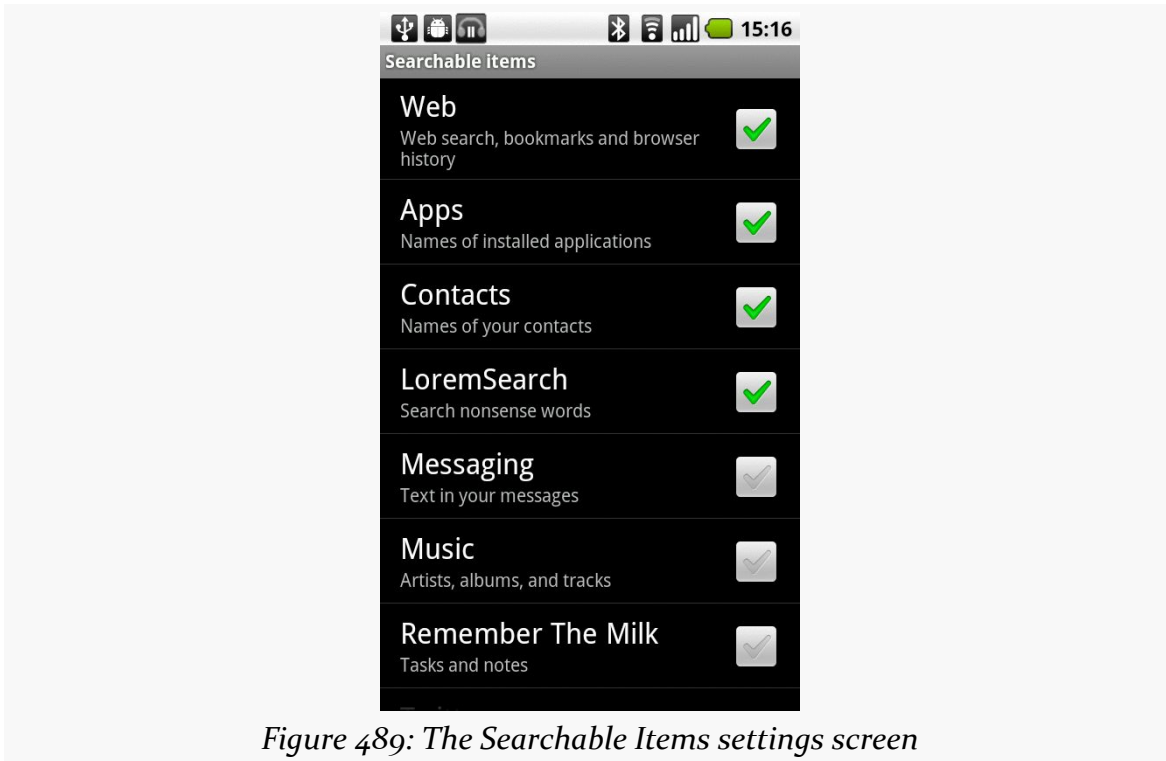 15:16
Searchable items
Web
Web search, bookmarks and browser
history
Apps
Names of installed applications
Contacts
Names of your contacts
LoremSearch
Search nonsense words
Messaging
Text in your messages
Music
Artists, albums, and tracks
Remember The Milk
Tasks and notes
Figure 489: The Searchable Items settings screen